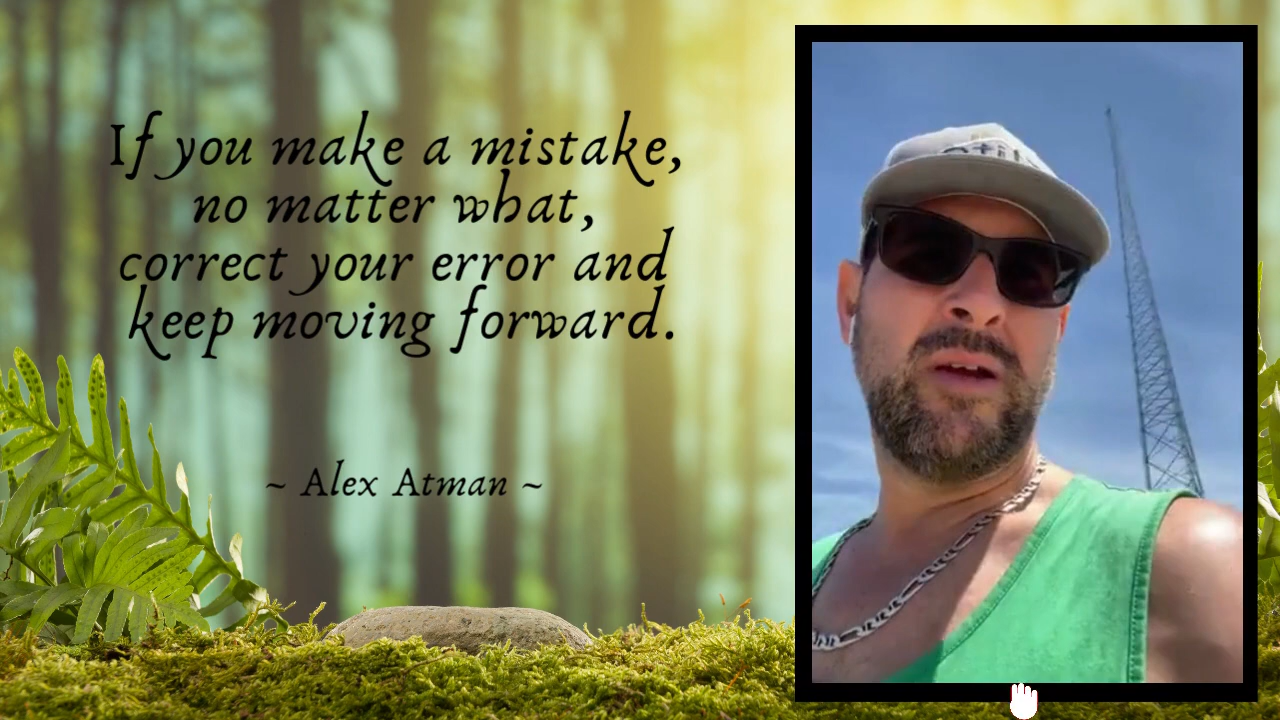 If you make a mistake,
no matter what,
correct your error and
keep moving forward.
~ Alex Atman ~